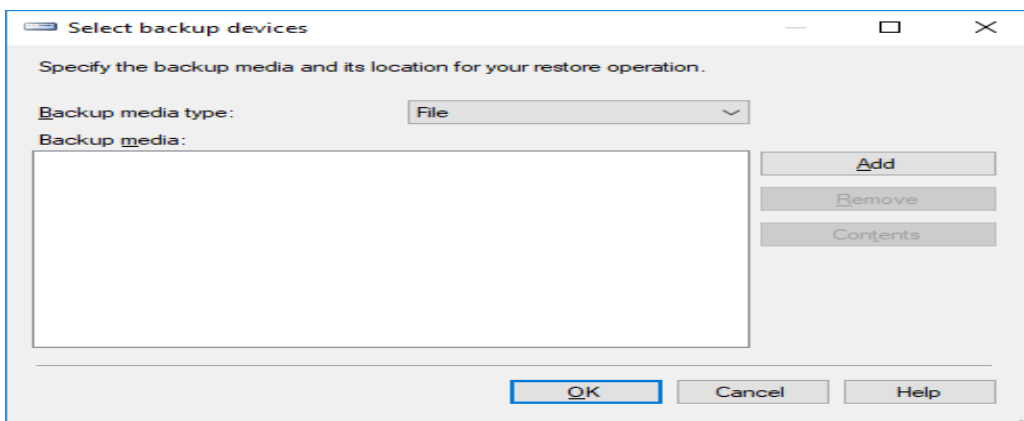 Select backup devices
Specify the backup media and its location for your restore operation.
Backup media type: File
Backup media:
Add
Remove
Contents
OK Cancel Help